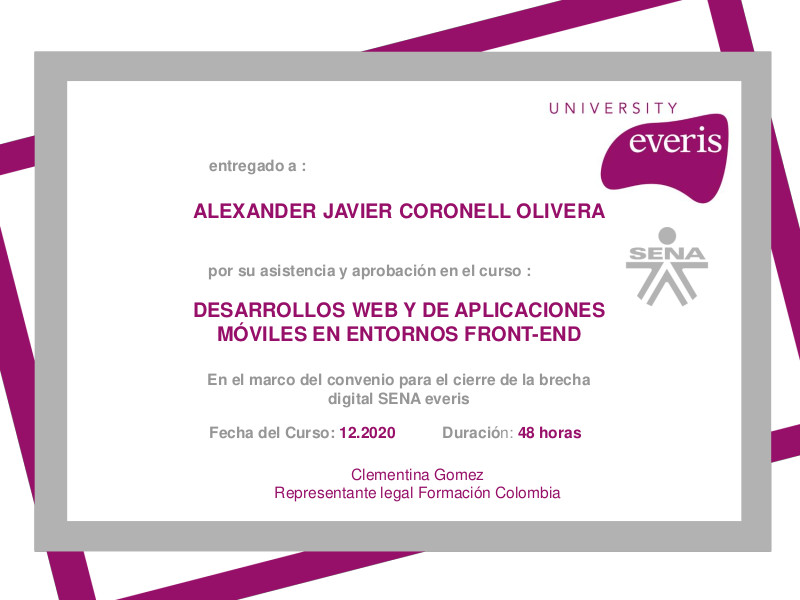 UNIVERSITY
everis
entregado a :
ALEXANDER JAVIER CORONELL OLIVERA
SENA
por su asistencia y aprobación en el curso :
DESARROLLOS WEB Y DE APLICACIONES
MÓVILES EN ENTORNOS FRONT-END
En el marco del convenio para el cierre de la brecha
digital SENA everis
Fecha del Curso: 12.2020 Duración: 48 horas
Clementina Gomez
Representante legal Formación Colombia